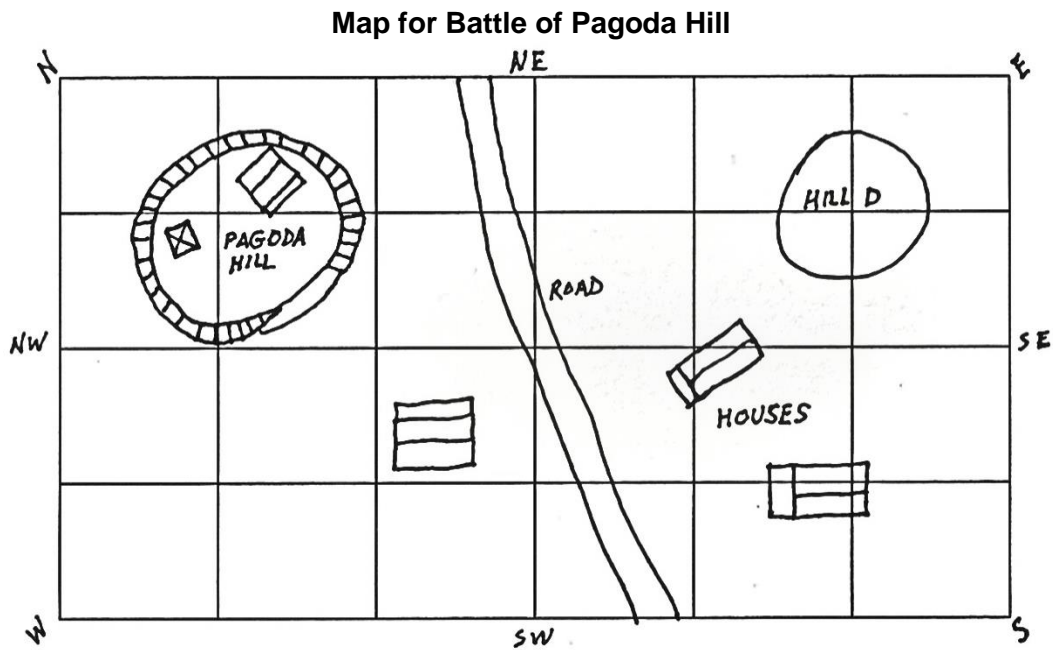 Map for Battle of Pagoda Hill
N
NE
E
HILL D
PAGODA
HILL
ROAD
NW
SE
HOUSES
W
SW
S